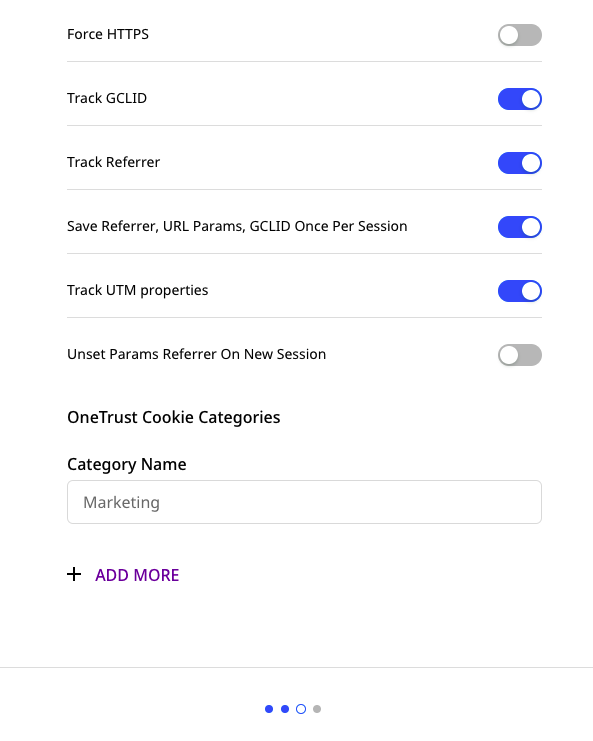 Force HTTPS
Track GCLID
Track Referrer
Save Referrer, URL Params, GCLID Once Per Session
Track UTM properties
Unset Params Referrer On New Session
OneTrust Cookie Categories
Category Name
Marketing
ADD MORE